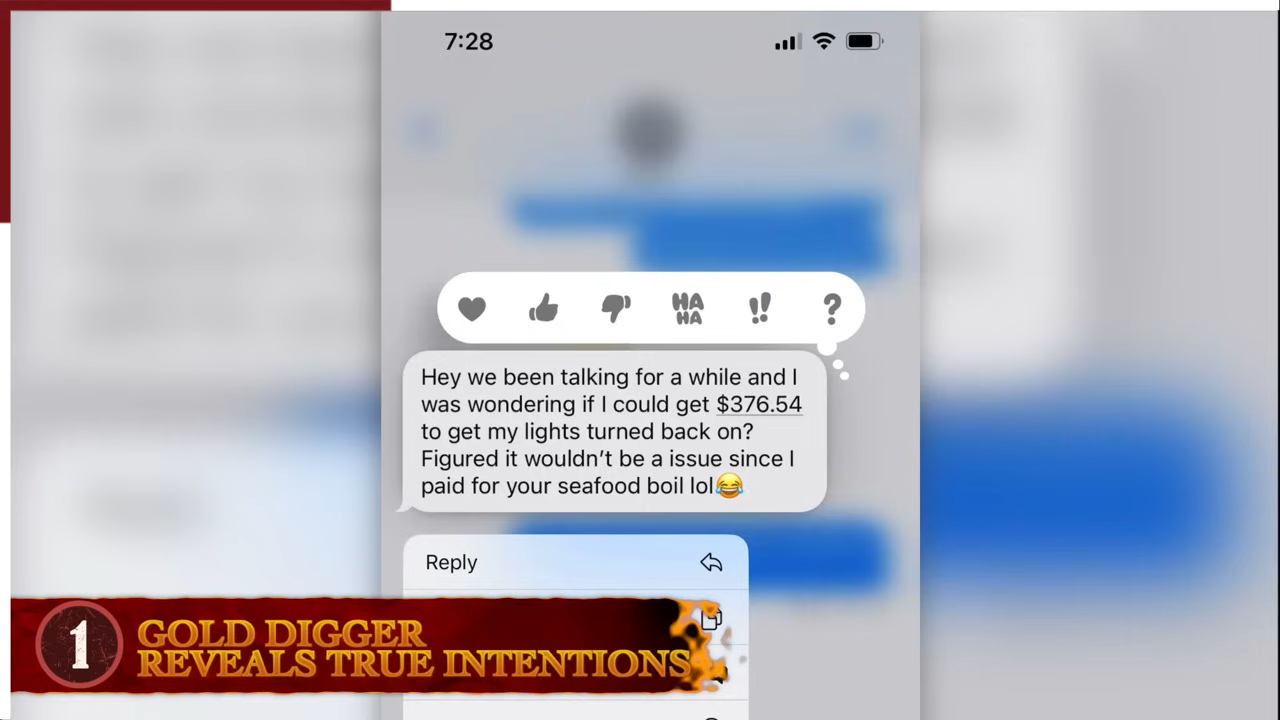 7:28
HA
HA
!!
?
Hey we been talking for a while and I
was wondering if I could get $376.54
to get my lights turned back on?
Figured it wouldn’t be a issue since I
paid for your seafood boil lol😂
Reply
1
GOLD DIGGER
REVEALS TRUE INTENTIONS